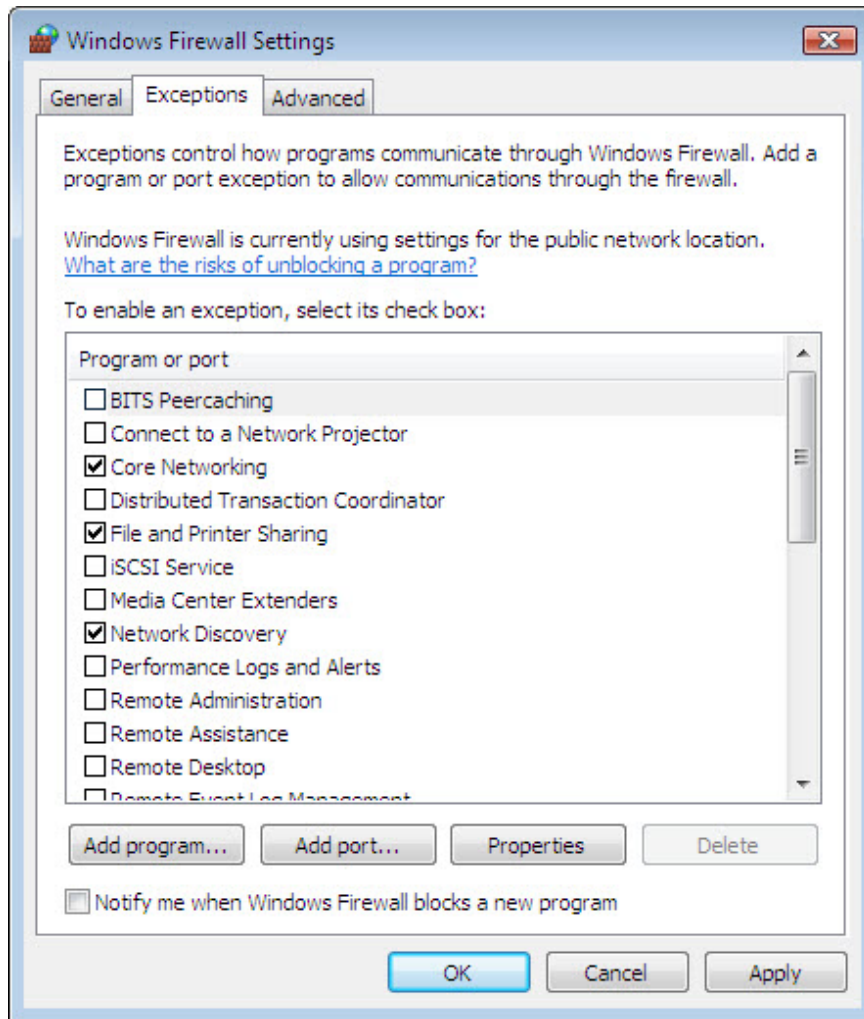 Windows Firewall Settings
General
Exceptions
Advanced
Exceptions control how programs communicate through Windows Firewall. Add a
program or port exception to allow communications through the firewall.
Windows Firewall is currently using settings for the public network location.
What are the risks of unblocking a program?
To enable an exception, select its check box:
Program or port
BITS Peercaching
Connect to a Network Projector
Core Networking
Distributed Transaction Coordinator
File and Printer Sharing
iSCSI Service
Media Center Extenders
Network Discovery
Performance Logs and Alerts
Remote Administration
Remote Assistance
Remote Desktop
Remote Event Log Management
Add program...
Add port...
Properties
Delete
Notify me when Windows Firewall blocks a new program
OK
Cancel
Apply